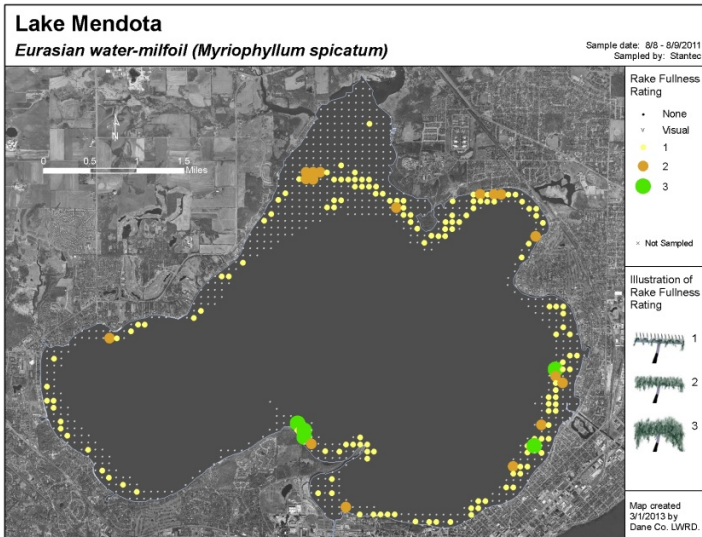 Lake Mendota
Eurasian water-milfoil (Myriophyllum spicatum)
Sample date: 8/8 - 8/9/2011
Sampled by: Stantec
N
0 0.5 1 1.5
Miles
Rake Fullness
Rating
None
Visual
1
2
3
Not Sampled
Illustration of
Rake Fullness
Rating
1
2
3
Map created
3/1/2013 by
Dane Co. LWRD.